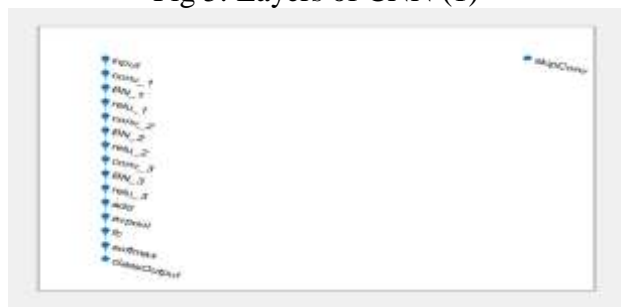 Fig 5: Layers of CNN (1)
input
conv_1
BN_1
relu_1
conv_2
BN_2
relu_2
conv_3
BN_3
relu_3
add
avpool
fc
softmax
classOutput
skipConv